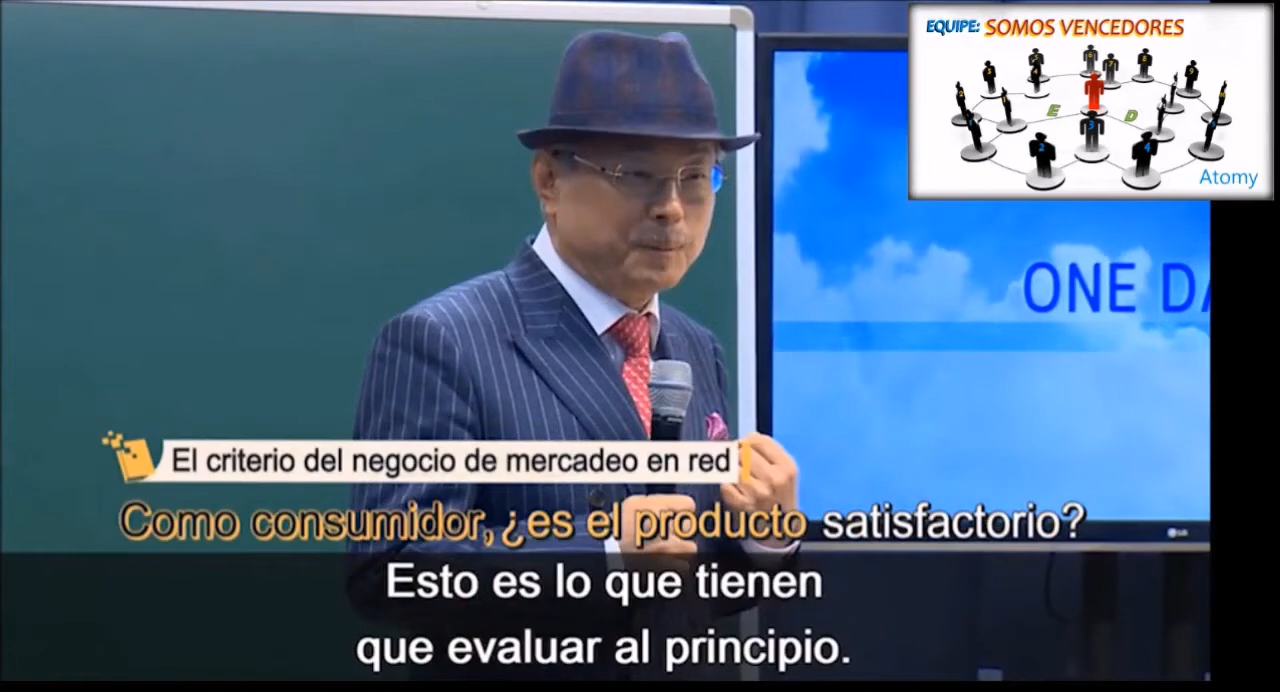 EQUIPE: SOMOS VENCEDORES
E D
Atomy
ONE DA
El criterio del negocio de mercadeo en red
Como consumidor, ¿es el producto satisfactorio?
Esto es lo que tienen
que evaluar al principio.